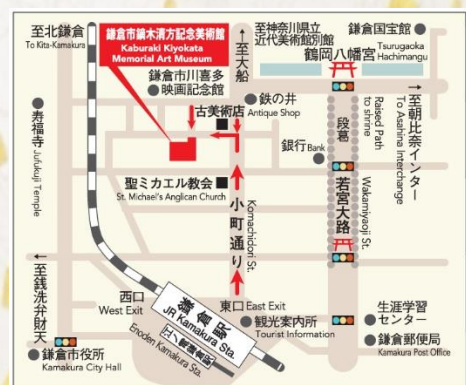 至北鎌倉
To Kita-Kamakura
鎌倉市鏑木清方記念美術館
Kaburaki Kiyokata
Memorial Art Museum
↑至大船
至神奈川県立
近代美術館別館
鎌倉国宝館
鶴岡八幡宮
Tsurugaoka
Hachimangu
鎌倉市川喜多
映画記念館
鉄の井
古美術店
Antique Shop
銀行 Bank
段葛
Raised Path
to shrine
→至朝比奈インター
To Asahina Interchange
寿福寺
Jufukuji Temple
聖ミカエル教会
St. Michael's Anglican Church
小町通り
Komachidori St.
若宮大路
Wakamiyaoji St.
←至銭洗弁財天
西口
West Exit
鎌倉駅
JR Kamakura Sta.
江ノ電鎌倉駅
Enoden Kamakura Sta.
東口 East Exit
観光案内所
Tourist Information
生涯学習
センター
鎌倉郵便局
Kamakura Post Office
鎌倉市役所
Kamakura City Hall